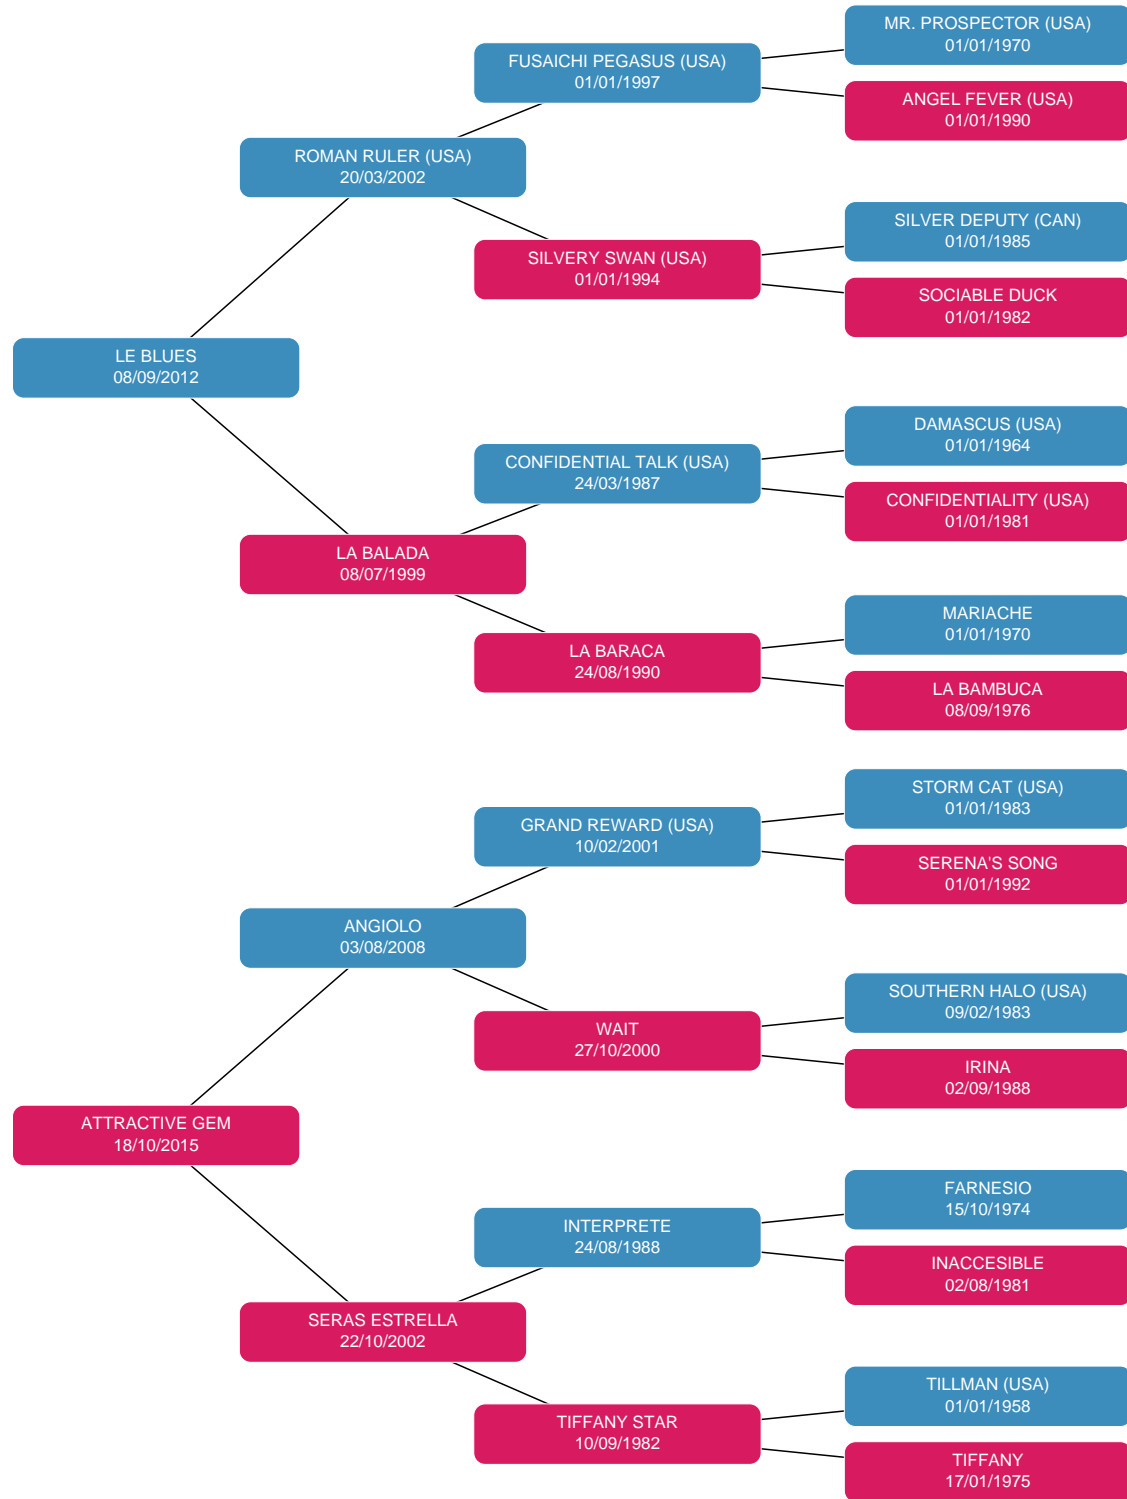 MR. PROSPECTOR (USA)
01/01/1970
FUSAICHI PEGASUS (USA)
01/01/1997
ANGEL FEVER (USA)
01/01/1990
ROMAN RULER (USA)
20/03/2002
SILVER DEPUTY (CAN)
01/01/1985
SILVERY SWAN (USA)
01/01/1994
SOCIABLE DUCK
01/01/1982
LE BLUES
08/09/2012
DAMASCUS (USA)
01/01/1964
CONFIDENTIAL TALK (USA)
24/03/1987
CONFIDENTIALITY (USA)
01/01/1981
LA BALADA
08/07/1999
MARIACHE
01/01/1970
LA BARACA
24/08/1990
LA BAMBUCA
08/09/1976
STORM CAT (USA)
01/01/1983
GRAND REWARD (USA)
10/02/2001
SERENA'S SONG
01/01/1992
ANGIOLO
03/08/2008
SOUTHERN HALO (USA)
09/02/1983
WAIT
27/10/2000
IRINA
02/09/1988
ATTRACTIVE GEM
18/10/2015
FARNESIO
15/10/1974
INTERPRETE
24/08/1988
INACCESIBLE
02/08/1981
SERAS ESTRELLA
22/10/2002
TILLMAN (USA)
01/01/1958
TIFFANY STAR
10/09/1982
TIFFANY
17/01/1975